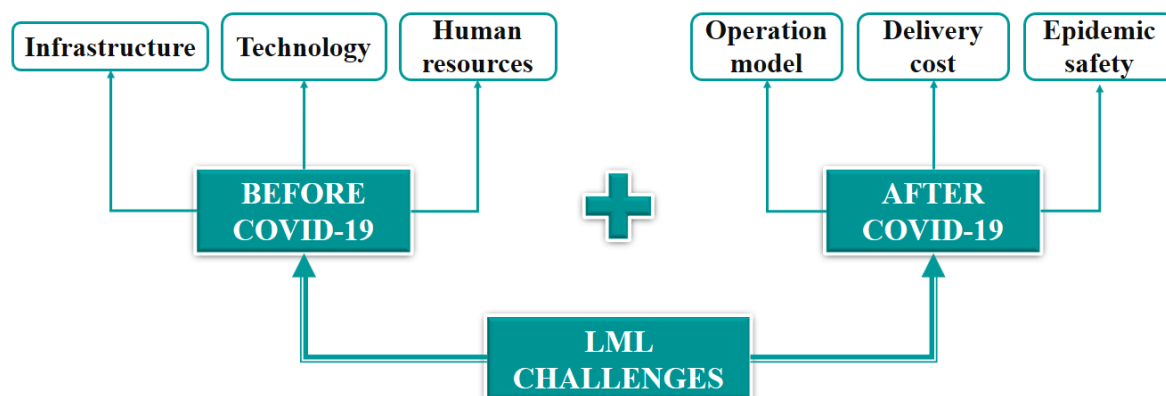 Infrastructure
Technology
Human
resources
Operation
model
Delivery
cost
Epidemic
safety
BEFORE
COVID-19
AFTER
COVID-19
LML
CHALLENGES